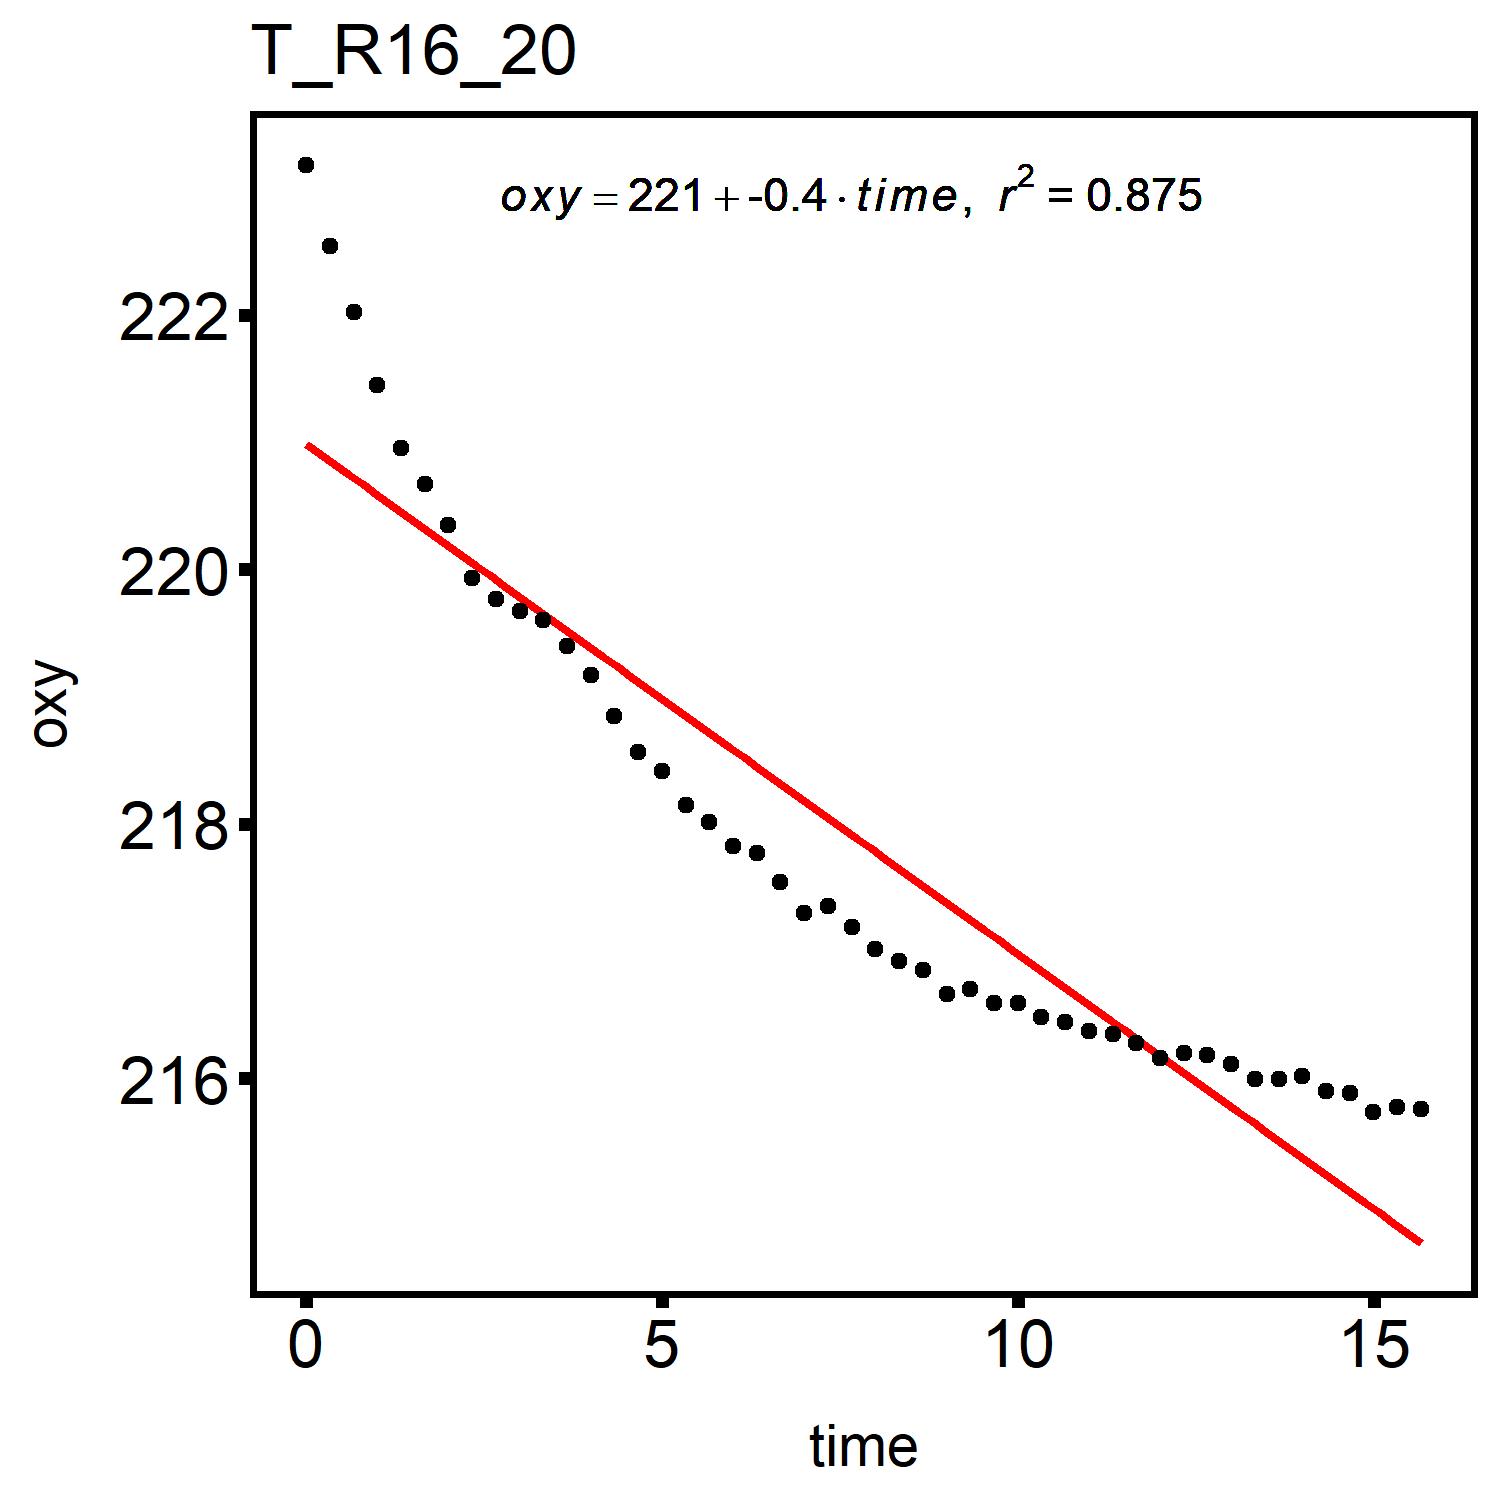 T_R16_20
oxy = 221 + -0.4 · time, r² = 0.875
222
220
218
216
oxy
0 5 10 15
time